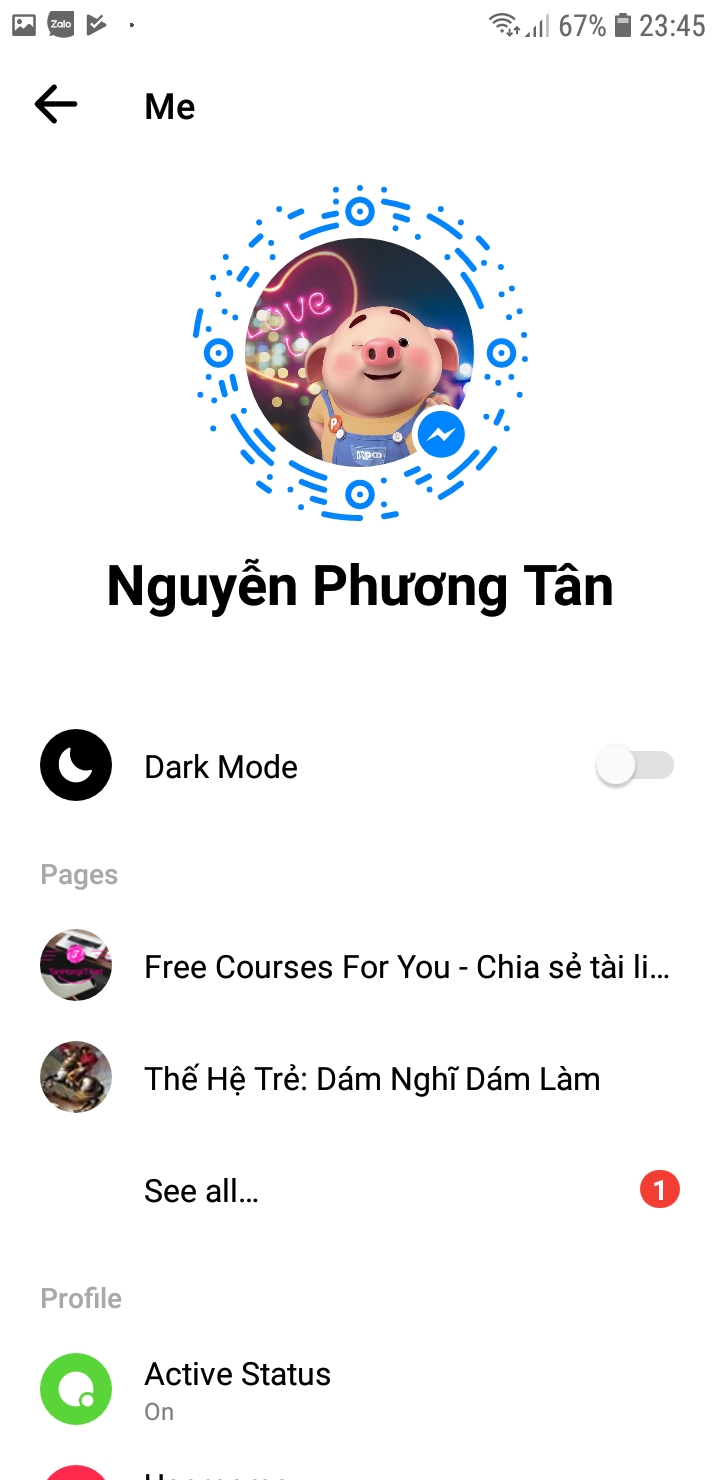 Zalo
67% 23:45
Me
Love
u
Nguyễn Phương Tân
Dark Mode
Pages
Free Courses For You - Chia sẻ tài li…
Thế Hệ Trẻ: Dám Nghĩ Dám Làm
See all…
1
Profile
Active Status
On